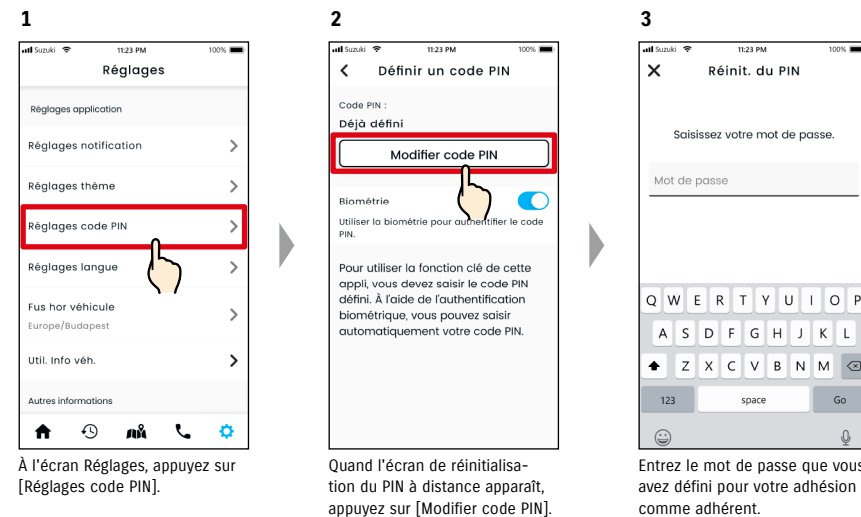 1
Suzuki 11:23 PM 100%
Réglages
Réglages application
Réglages notification
Réglages thème
Réglages code PIN
Réglages langue
Fus hor véhicule
Europe/Budapest
Util. Info véh.
Autres informations
À l'écran Réglages, appuyez sur
[Réglages code PIN].
2
Suzuki 11:23 PM 100%
Définir un code PIN
Code PIN :
Déjà défini
Modifier code PIN
Biométrie
Utiliser la biométrie pour authentifier le code
PIN.
Pour utiliser la fonction clé de cette
appli, vous devez saisir le code PIN
défini. À l'aide de l'authentification
biométrique, vous pouvez saisir
automatiquement votre code PIN.
Quand l'écran de réinitialisa-
tion du PIN à distance apparaît,
appuyez sur [Modifier code PIN].
3
Suzuki 11:23 PM 100%
Réinit. du PIN
Saisissez votre mot de passe.
Mot de passe
Q W E R T Y U I O P
A S D F G H J K L
Z X C V B N M
123 space Go
Entrez le mot de passe que vous
avez défini pour votre adhésion
comme adhérent.